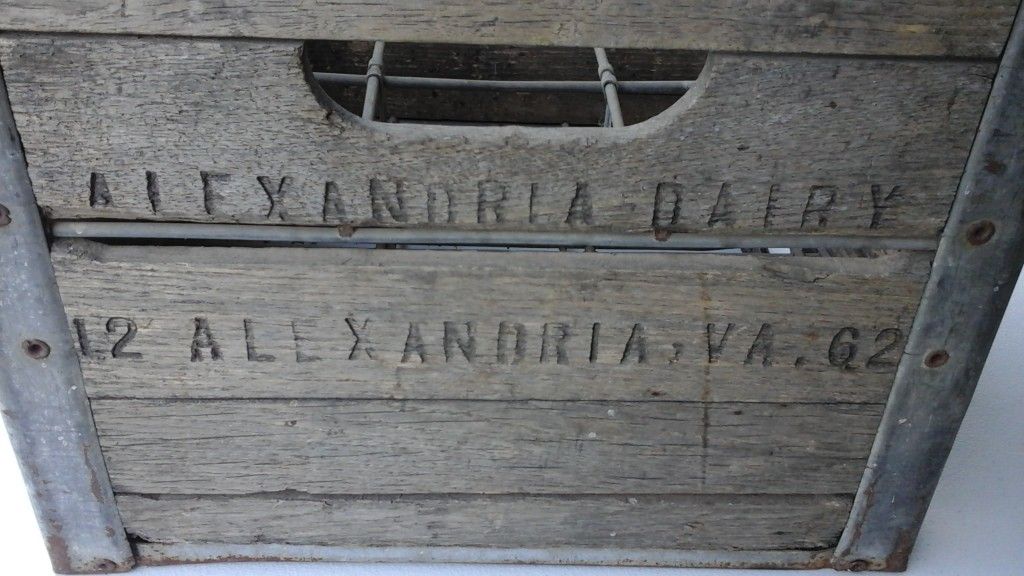 ALEXANDRIA DAIRY
12 ALEXANDRIA, VA. 62